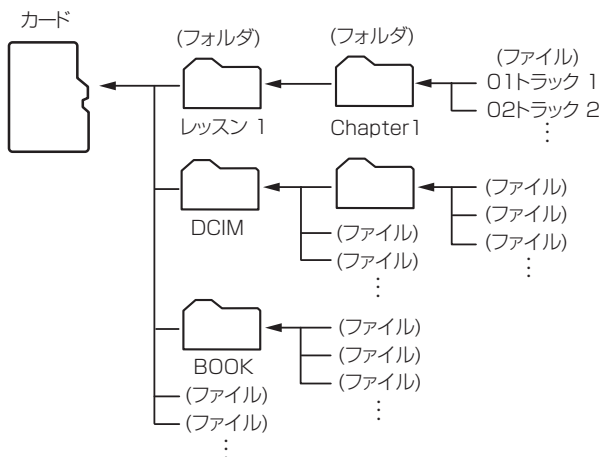 カード
(フォルダ)
(フォルダ)
(ファイル)
01トラック 1
02トラック 2
⋮
レッスン 1
Chapter1
DCIM
(ファイル)
(ファイル)
⋮
(ファイル)
(ファイル)
(ファイル)
⋮
BOOK
(ファイル)
(ファイル)
(ファイル)
⋮
(ファイル)
(ファイル)
⋮